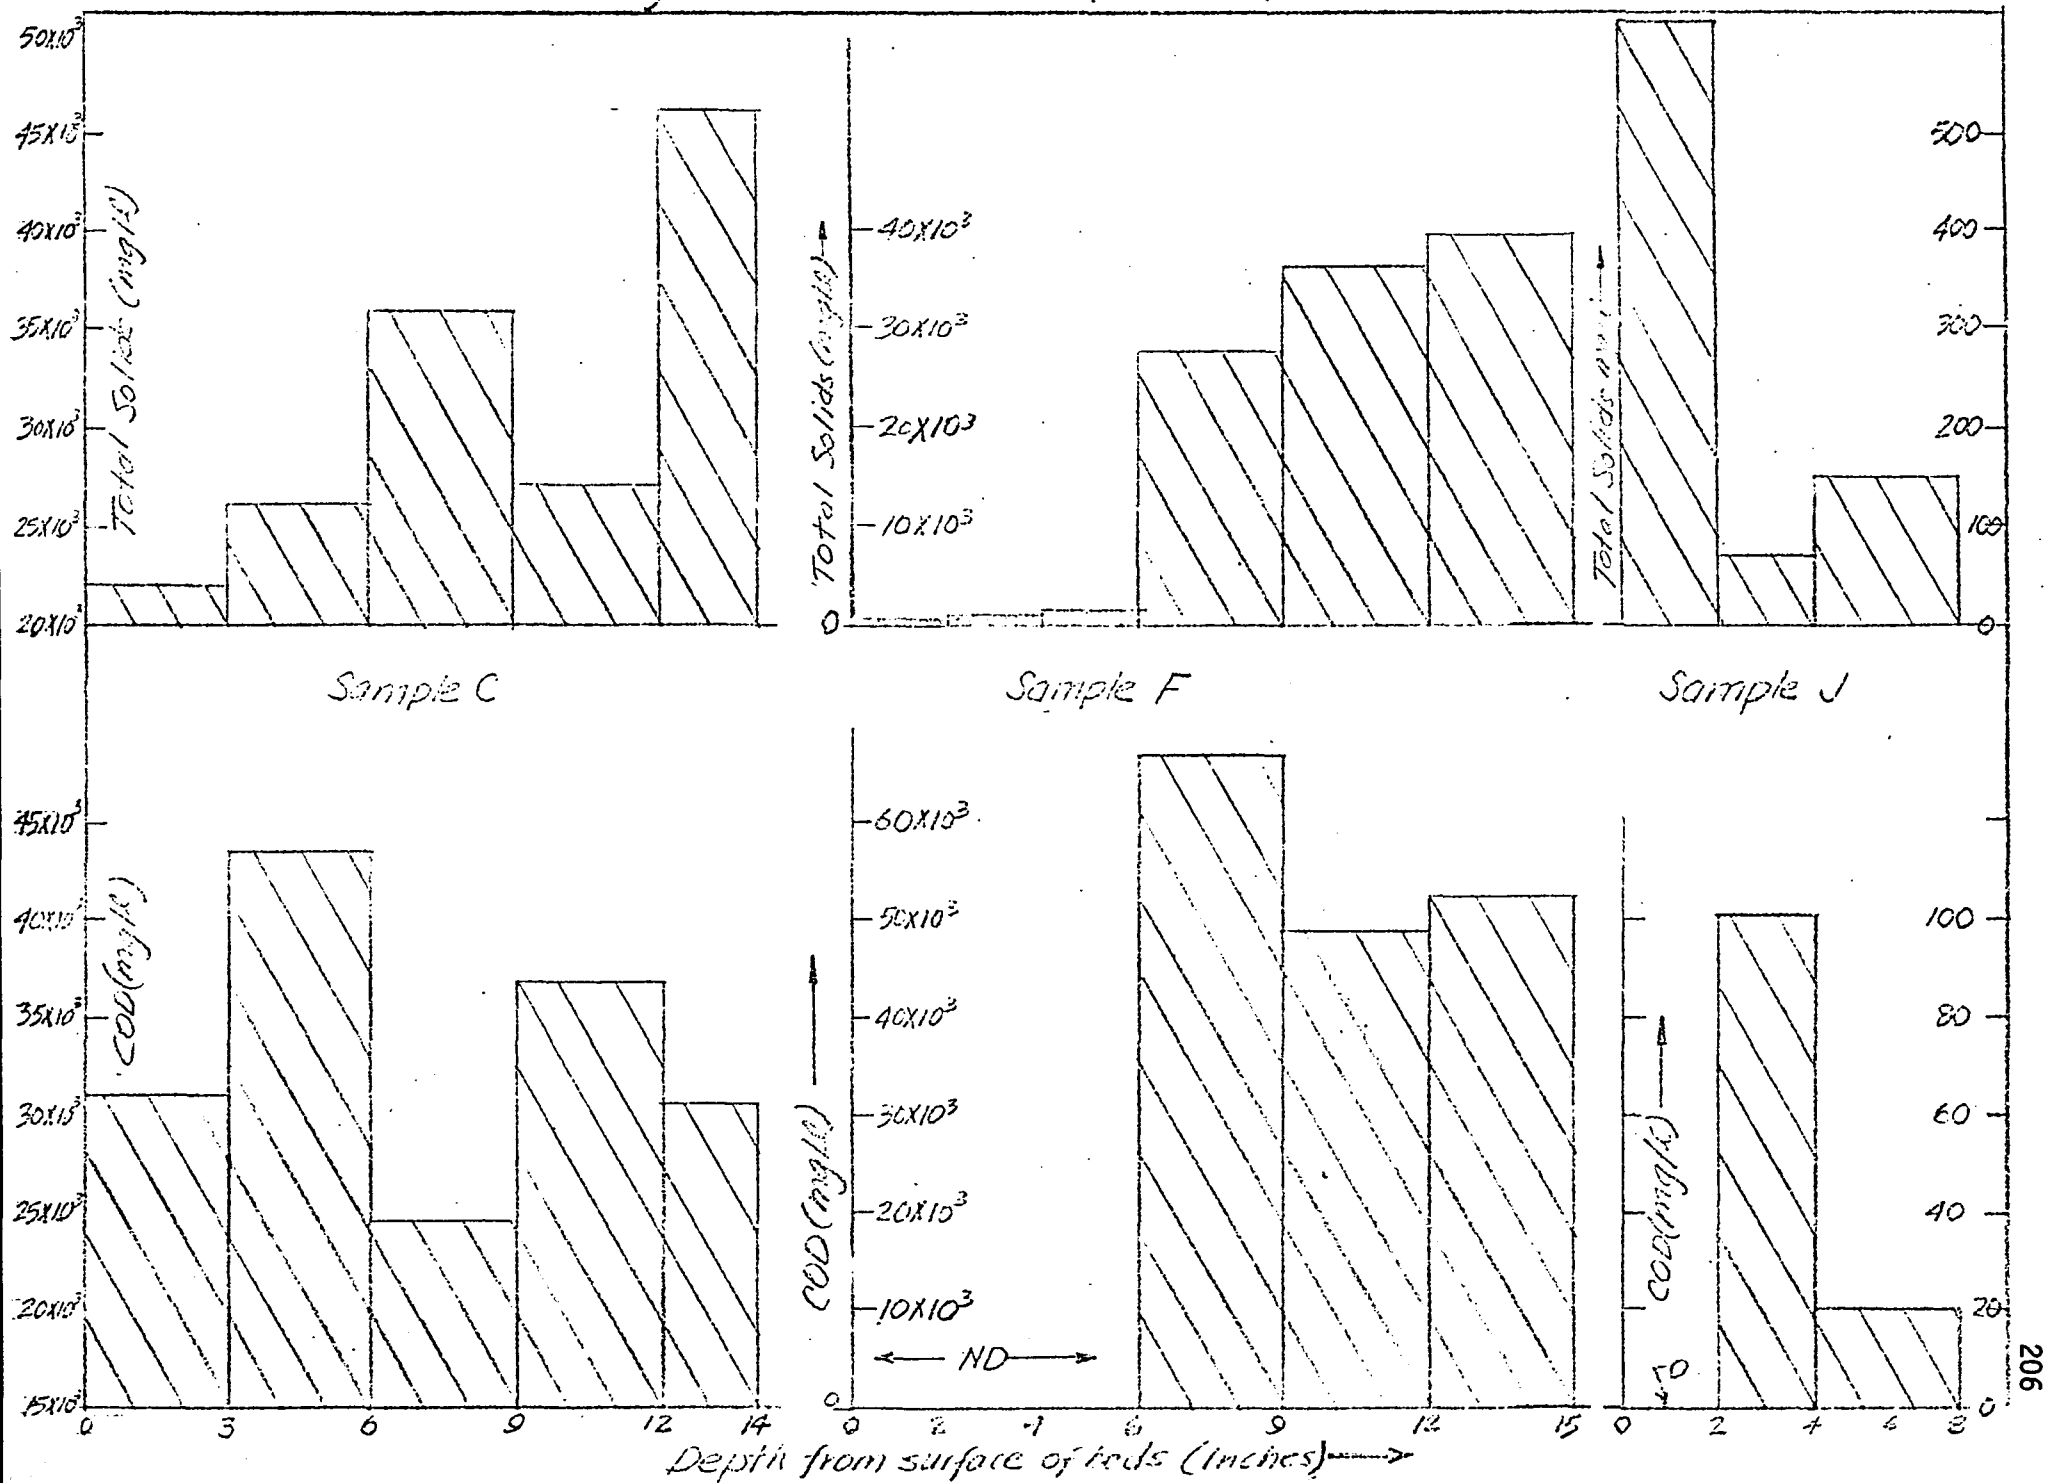 50X10³
45X10³
40X10³
35X10³
30X10³
25X10³
20X10³
Total Solids (mg/l)
Total Solids (mg/l)
40X10³
30X10³
20X10³
10X10³
0
Total Solids
500
400
300
200
100
0
Sample C
Sample F
Sample J
45X10³
40X10³
35X10³
30X10³
25X10³
20X10³
15X10³
COD (mg/l)
COD (mg/l)
60X10³
50X10³
40X10³
30X10³
20X10³
10X10³
0
ND
COD (mg/l)
0
100
80
60
40
20
0
0 3 6 9 12 14
0 2 4 6 9 12 15
0 2 4 6 8
Depth from surface of beds (Inches)
206